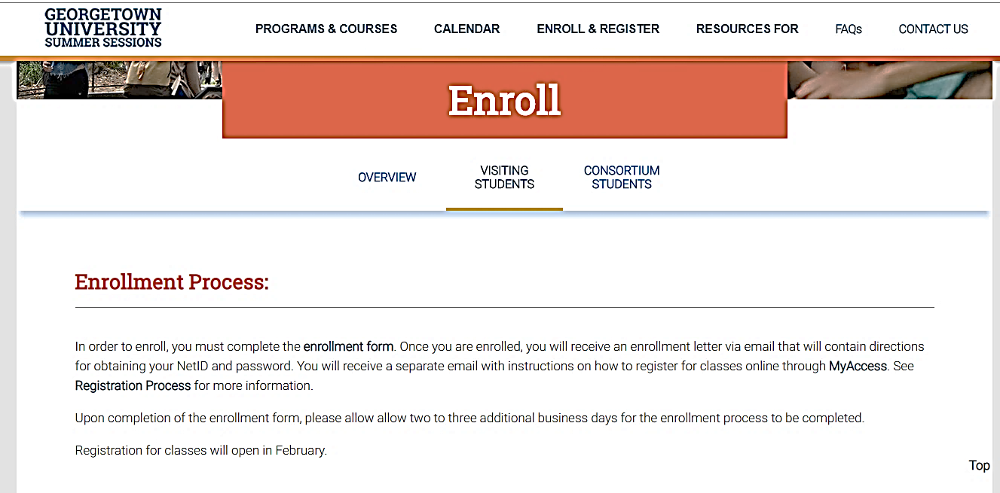 GEORGETOWN
UNIVERSITY
SUMMER SESSIONS
PROGRAMS & COURSES CALENDAR ENROLL & REGISTER RESOURCES FOR FAQs CONTACT US
Enroll
OVERVIEW
VISITING
STUDENTS
CONSORTIUM
STUDENTS
Enrollment Process:
In order to enroll, you must complete the enrollment form. Once you are enrolled, you will receive an enrollment letter via email that will contain directions
for obtaining your NetID and password. You will receive a separate email with instructions on how to register for classes online through MyAccess. See
Registration Process for more information.
Upon completion of the enrollment form, please allow allow two to three additional business days for the enrollment process to be completed.
Registration for classes will open in February.
Top